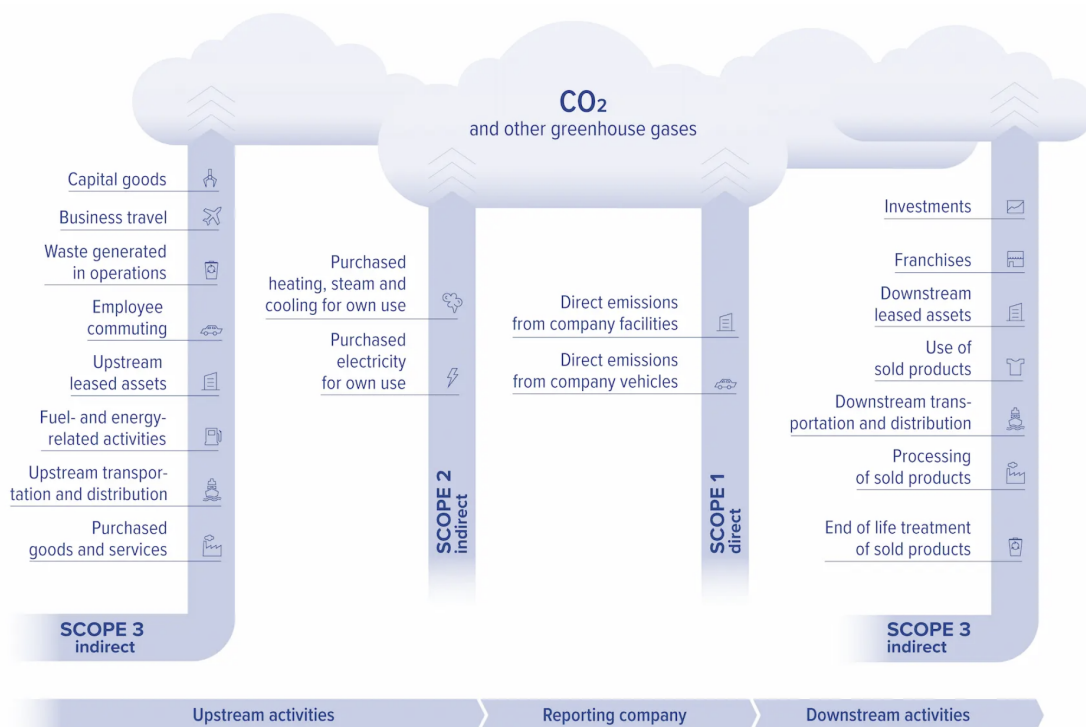 CO₂
and other greenhouse gases
Capital goods
Business travel
Waste generated
in operations
Employee
commuting
Upstream
leased assets
Fuel- and energy-
related activities
Upstream transpor-
tation and distribution
Purchased
goods and services
SCOPE 3
indirect
Purchased
heating, steam and
cooling for own use
Purchased
electricity
for own use
SCOPE 2
indirect
Direct emissions
from company facilities
Direct emissions
from company vehicles
SCOPE 1
direct
Investments
Franchises
Downstream
leased assets
Use of
sold products
Downstream trans-
portation and distribution
Processing
of sold products
End of life treatment
of sold products
SCOPE 3
indirect
Upstream activities
Reporting company
Downstream activities